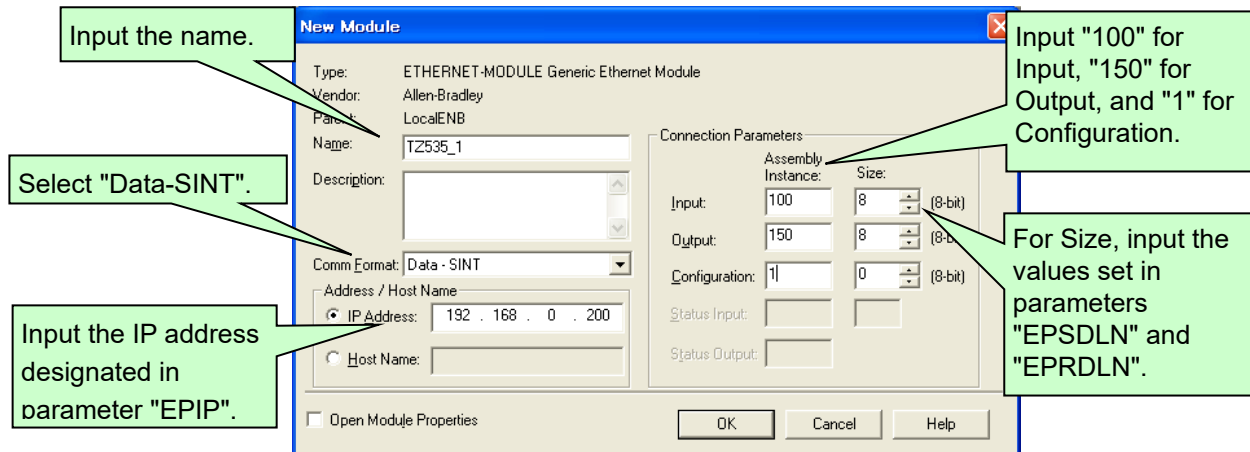 Input the name.
Select "Data-SINT".
Input the IP address
designated in
parameter "EPIP".
New Module
Type: ETHERNET-MODULE Generic Ethernet Module
Vendor: Allen-Bradley
Parent: LocalENB
Name: TZ535_1
Description:
Comm Format: Data - SINT
Address / Host Name
IP Address: 192 . 168 . 0 . 200
Host Name:
Connection Parameters
Assembly
Instance: Size:
Input: 100 8 (8-bit)
Output: 150 8 (8-bit)
Configuration: 1 0 (8-bit)
Status Input:
Status Output:
Open Module Properties
OK Cancel Help
Input "100" for
Input, "150" for
Output, and "1" for
Configuration.
For Size, input the
values set in
parameters
"EPSDLN" and
"EPRDLN".